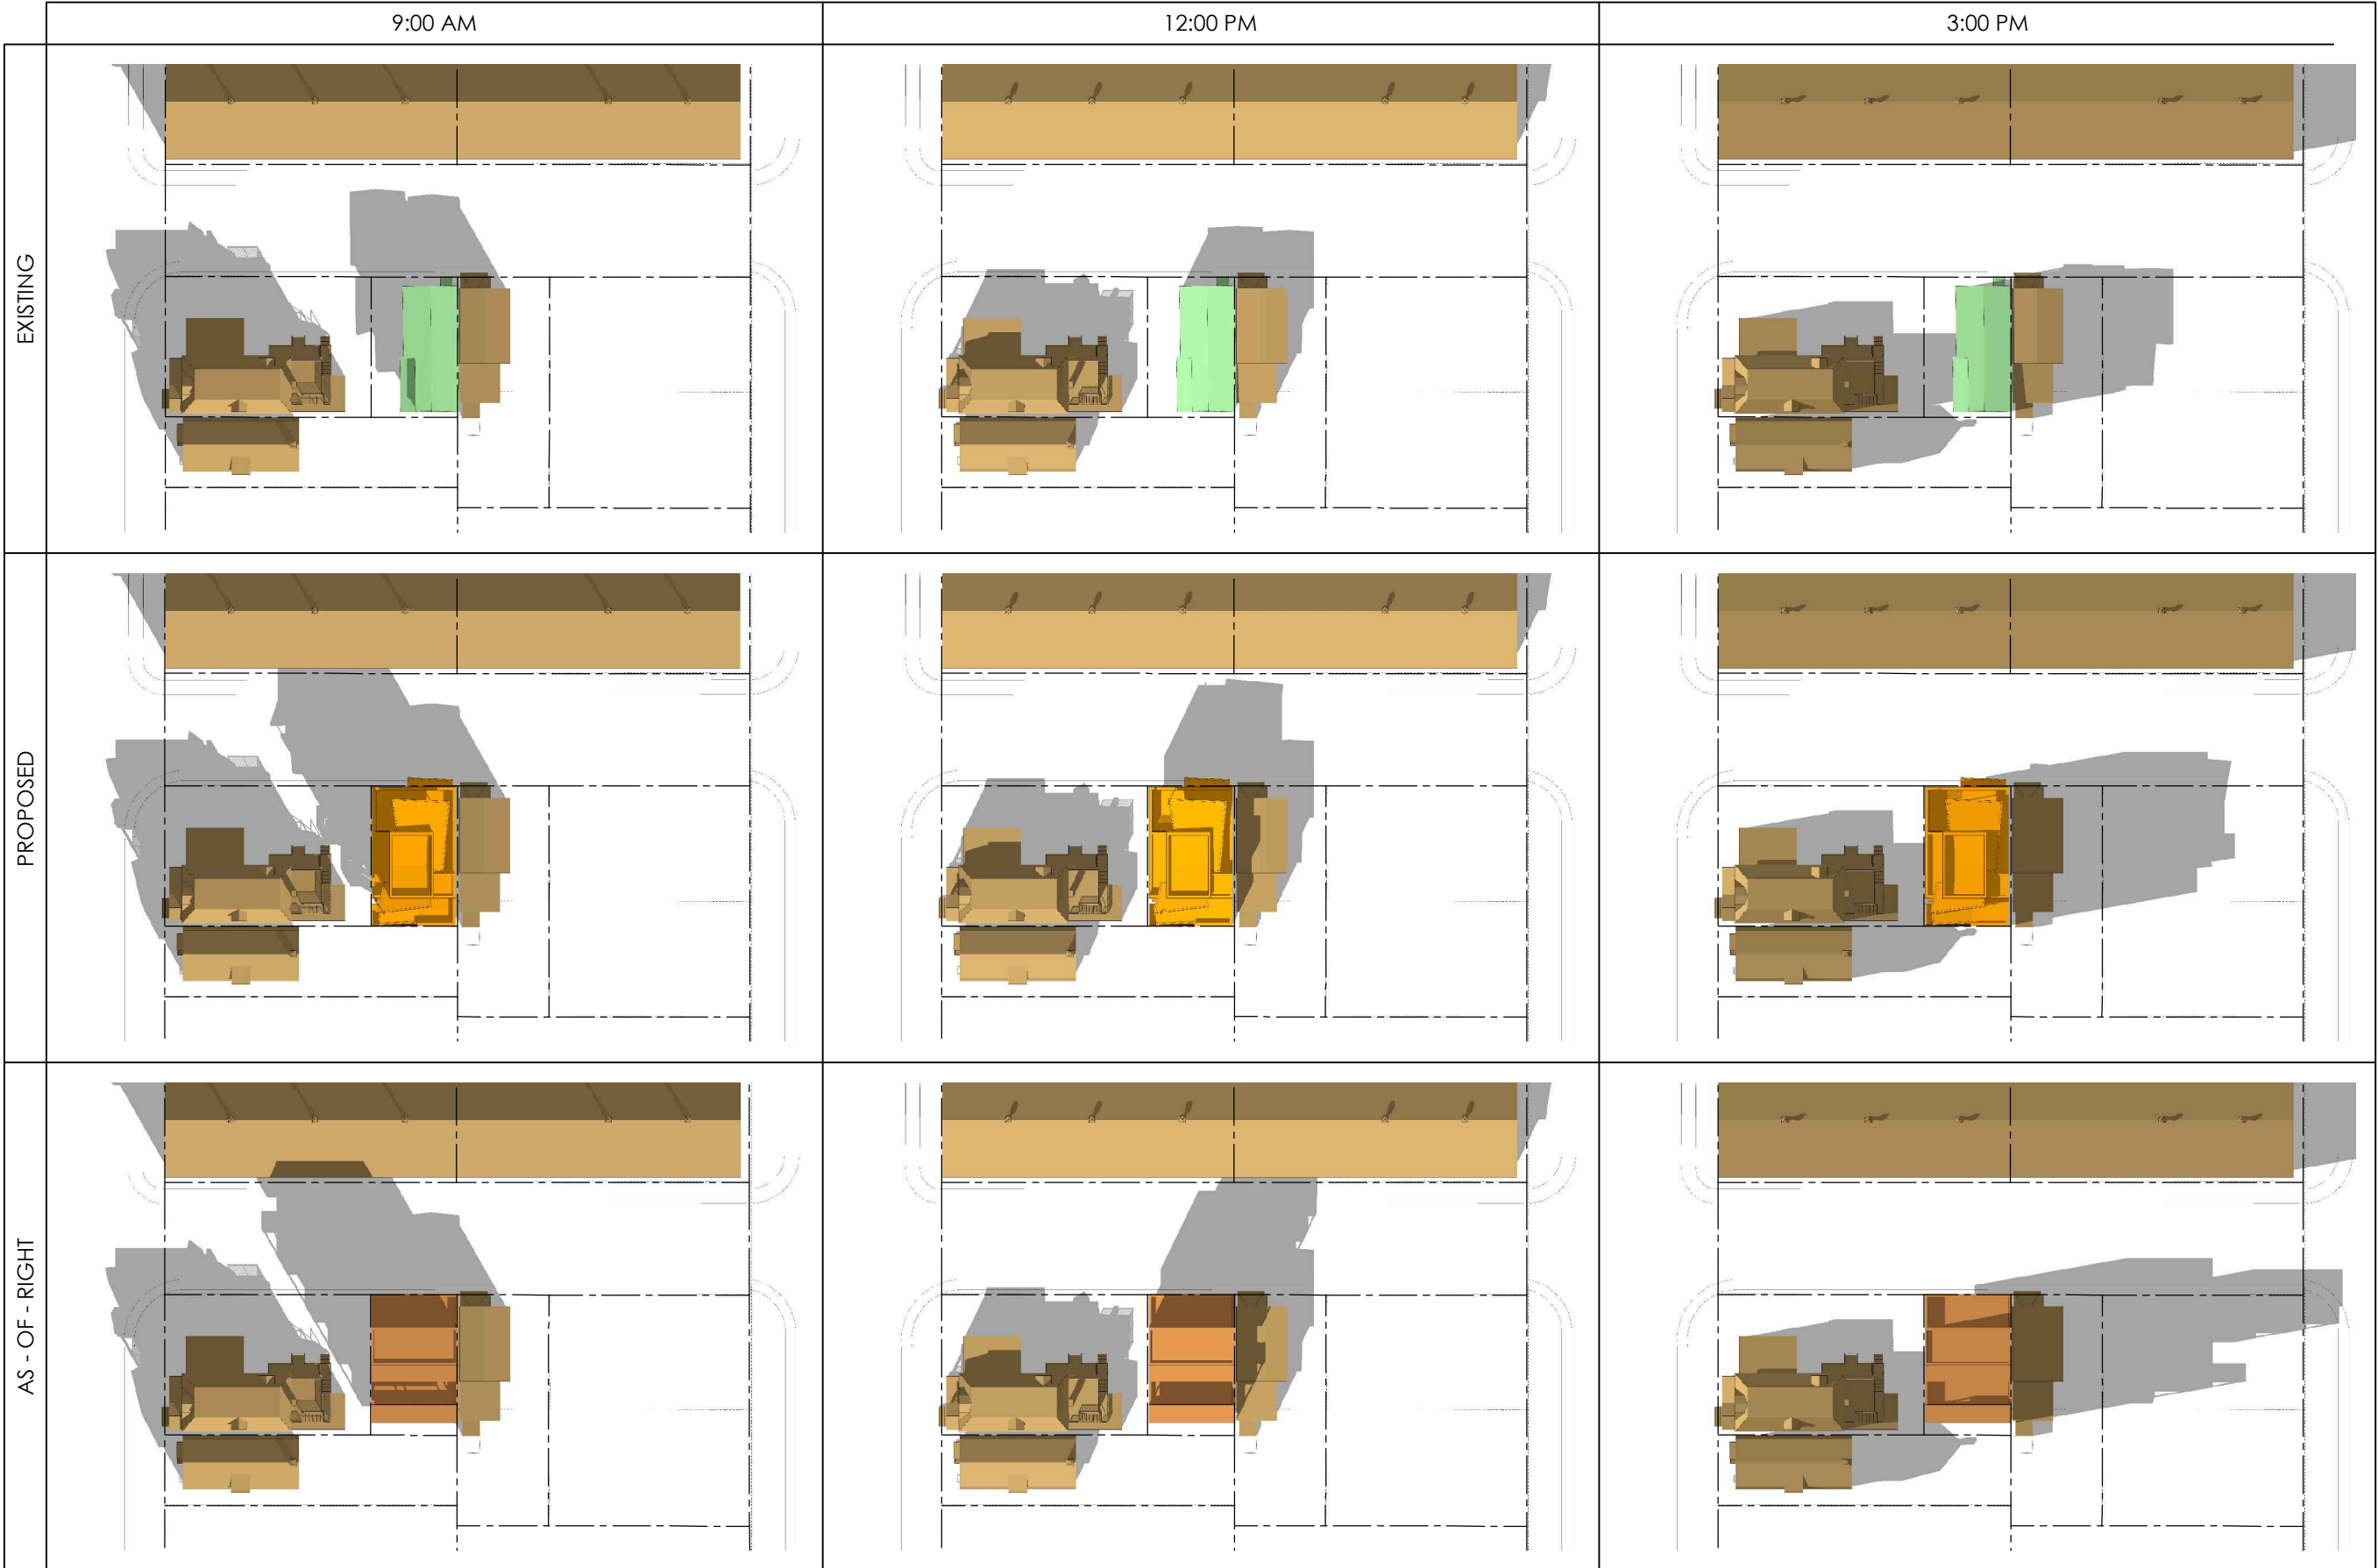 9:00 AM
12:00 PM
3:00 PM
EXISTING
PROPOSED
AS - OF - RIGHT